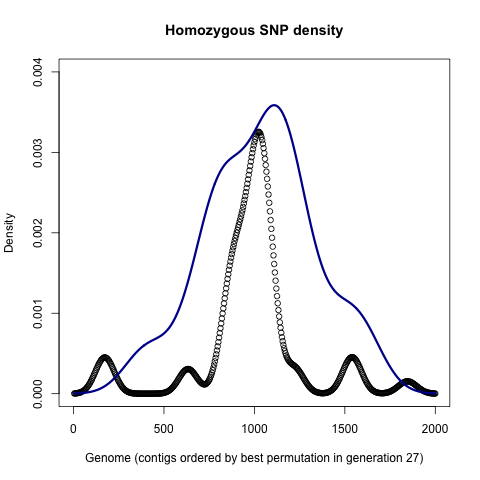 Homozygous SNP density
0.004
0.003
0.002
0.001
0.000
Density
0 500 1000 1500 2000
Genome (contigs ordered by best permutation in generation 27)